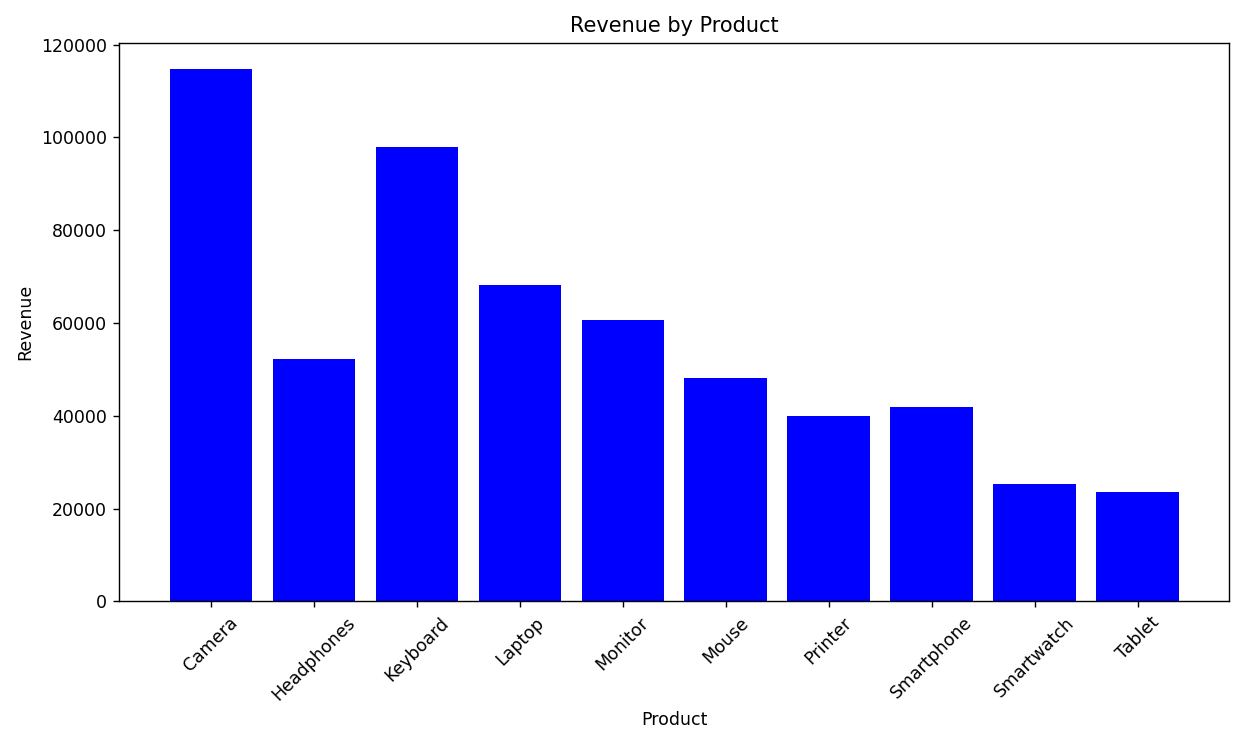 Revenue by Product
120000
100000
80000
60000
40000
20000
0
Revenue
Camera
Headphones
Keyboard
Laptop
Monitor
Mouse
Printer
Smartphone
Smartwatch
Tablet
Product